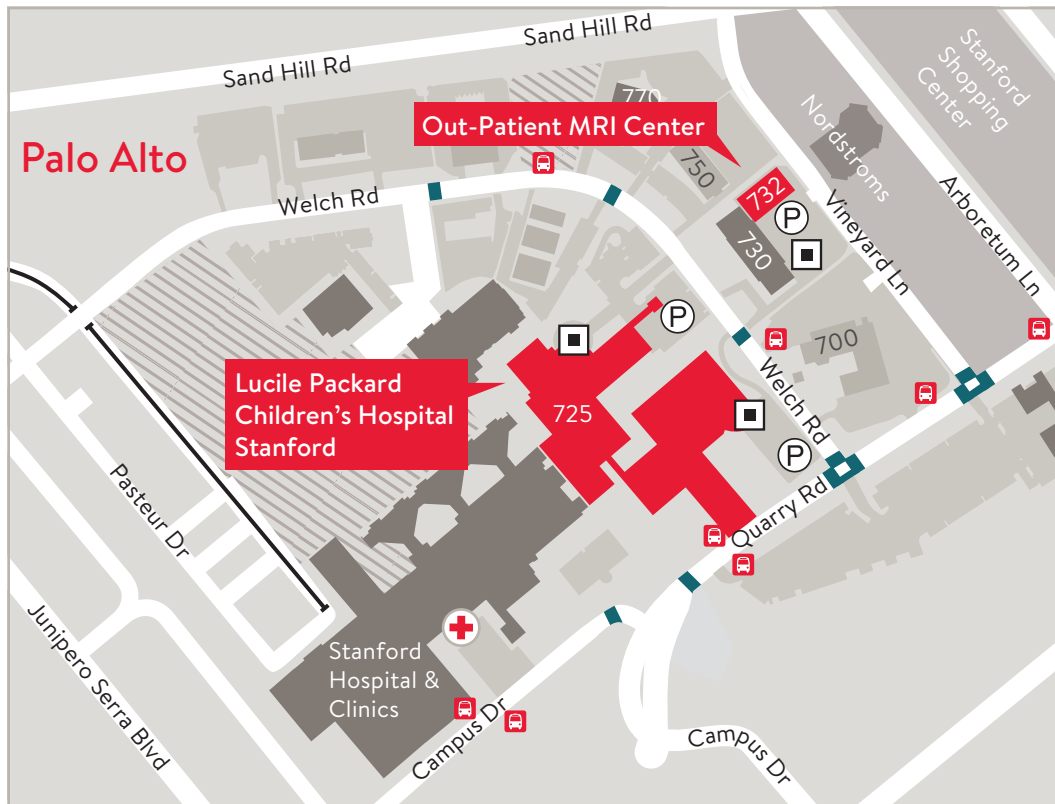 Sand Hill Rd
Sand Hill Rd
Stanford
Shopping
Center
770
Out-Patient MRI Center
Palo Alto
Nordstroms
750
732
Arboretum Ln
Welch Rd
730
Vineyard Ln
P
P
700
Lucile Packard
Children’s Hospital
Stanford
725
Welch Rd
P
Pasteur Dr
Quarry Rd
Junipero Serra Blvd
Stanford
Hospital &
Clinics
Campus Dr
Campus Dr